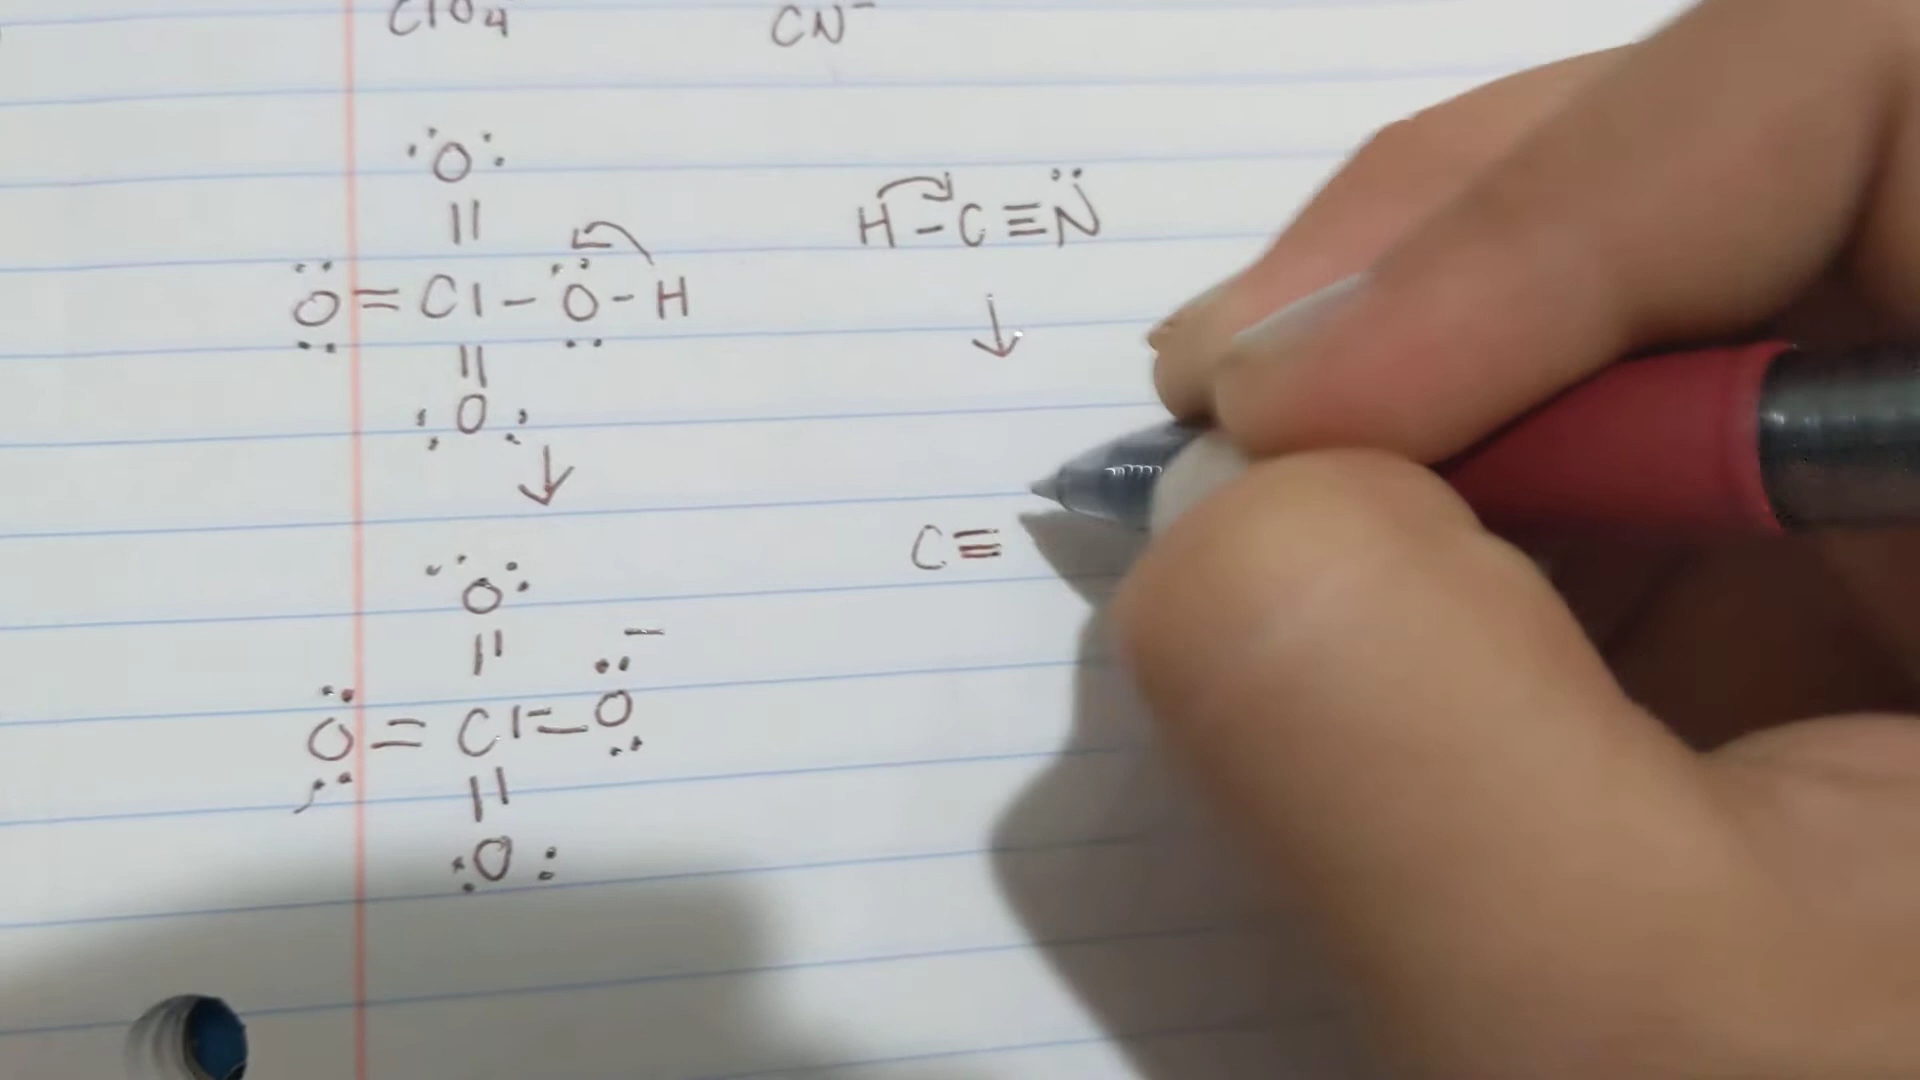 ClO4 CN⁻
O
||
O = Cl - O - H
||
O
H - C ≡ N
↓
↓
C ≡
O
||
O = Cl = O⁻
||
O